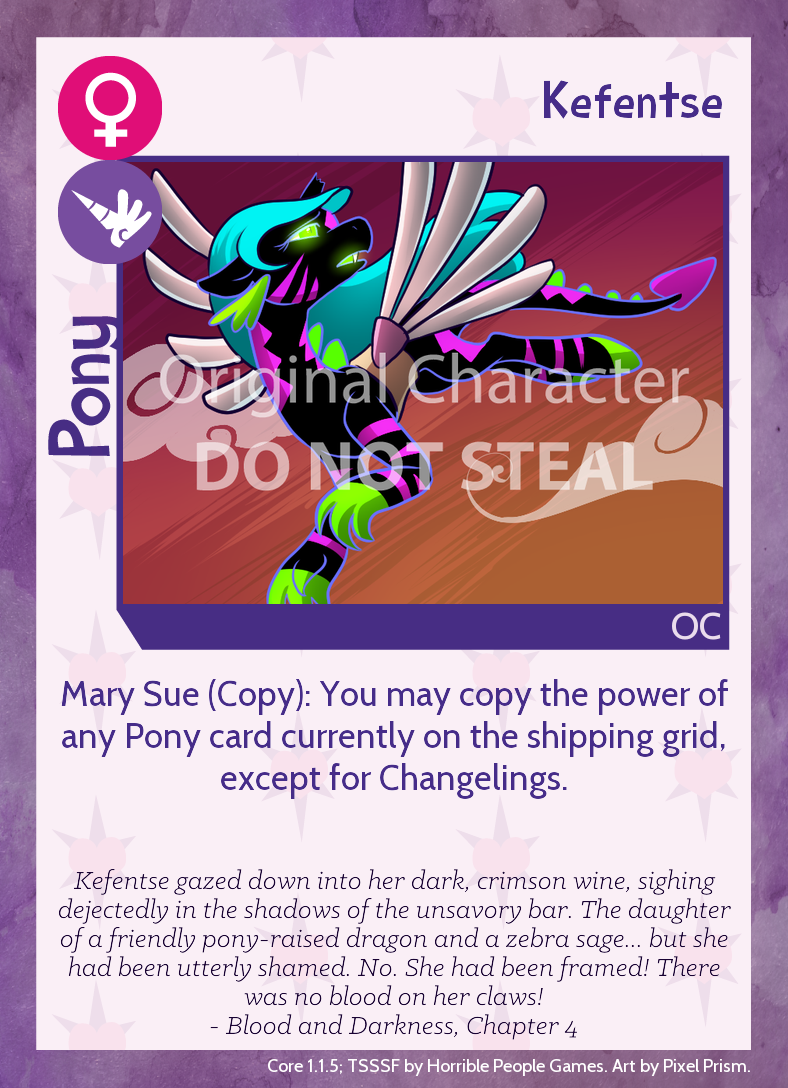 Kefentse
Pony
Original Character
DO NOT STEAL
OC
Mary Sue (Copy): You may copy the power of
any Pony card currently on the shipping grid,
except for Changelings.
Kefentse gazed down into her dark, crimson wine, sighing
dejectedly in the shadows of the unsavory bar. The daughter
of a friendly pony-raised dragon and a zebra sage... but she
had been utterly shamed. No. She had been framed! There
was no blood on her claws!
- Blood and Darkness, Chapter 4
Core 1.1.5; TSSSF by Horrible People Games. Art by Pixel Prism.